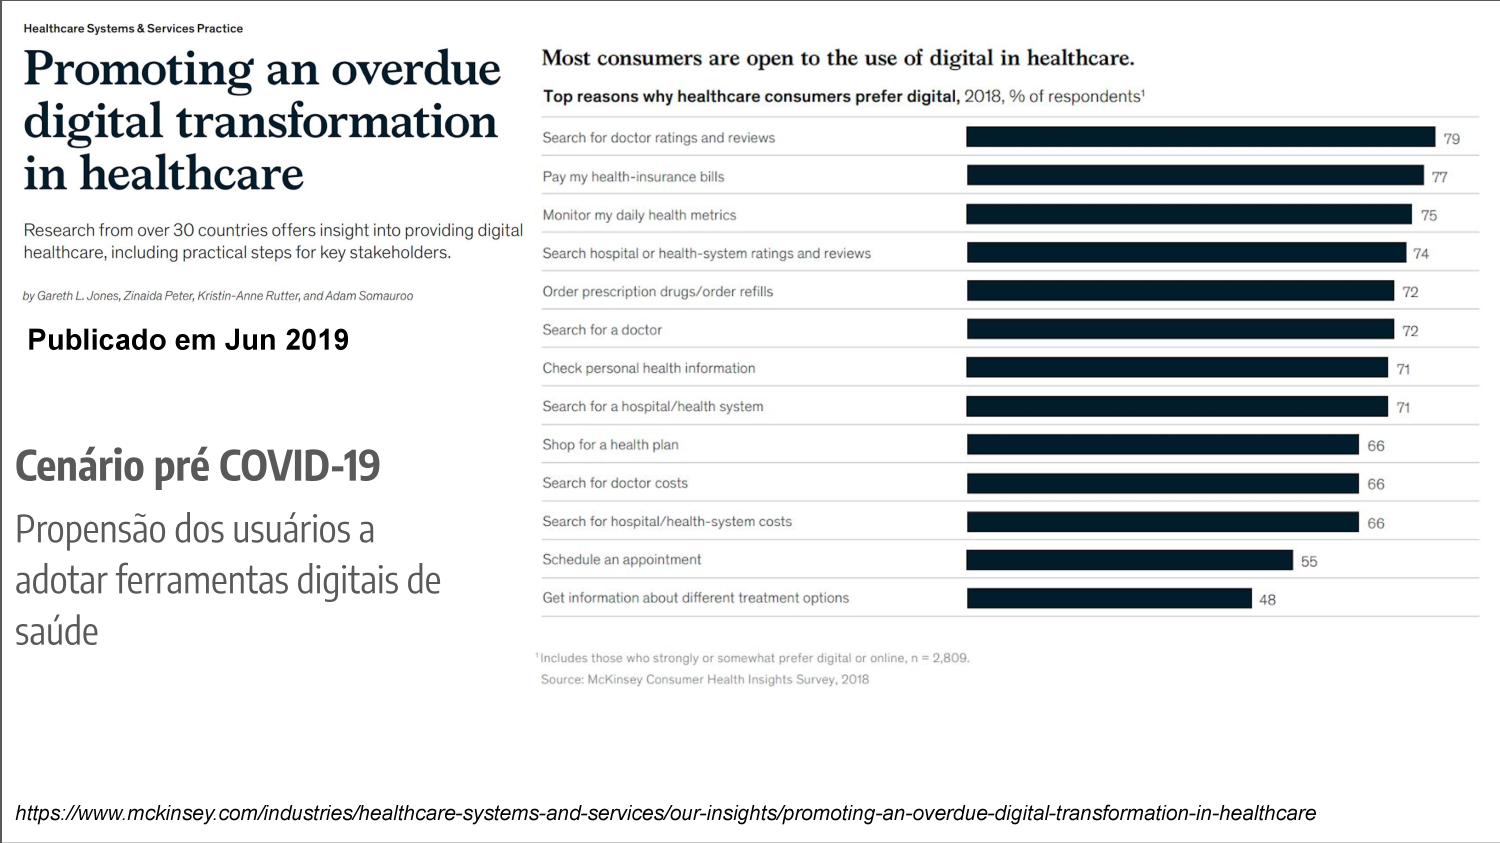 Healthcare Systems & Services Practice
Promoting an overdue
digital transformation
in healthcare
Research from over 30 countries offers insight into providing digital
healthcare, including practical steps for key stakeholders.
by Gareth L. Jones, Zinaida Peter, Kristin-Anne Rutter, and Adam Somauroo
Publicado em Jun 2019
Cenário pré COVID-19
Propensão dos usuários a
adotar ferramentas digitais de
saúde
Most consumers are open to the use of digital in healthcare.
Top reasons why healthcare consumers prefer digital, 2018, % of respondents¹
Search for doctor ratings and reviews 79
Pay my health-insurance bills 77
Monitor my daily health metrics 75
Search hospital or health-system ratings and reviews 74
Order prescription drugs/order refills 72
Search for a doctor 72
Check personal health information 71
Search for a hospital/health system 71
Shop for a health plan 66
Search for doctor costs 66
Search for hospital/health-system costs 66
Schedule an appointment 55
Get information about different treatment options 48
¹Includes those who strongly or somewhat prefer digital or online, n = 2,809.
Source: McKinsey Consumer Health Insights Survey, 2018
https://www.mckinsey.com/industries/healthcare-systems-and-services/our-insights/promoting-an-overdue-digital-transformation-in-healthcare